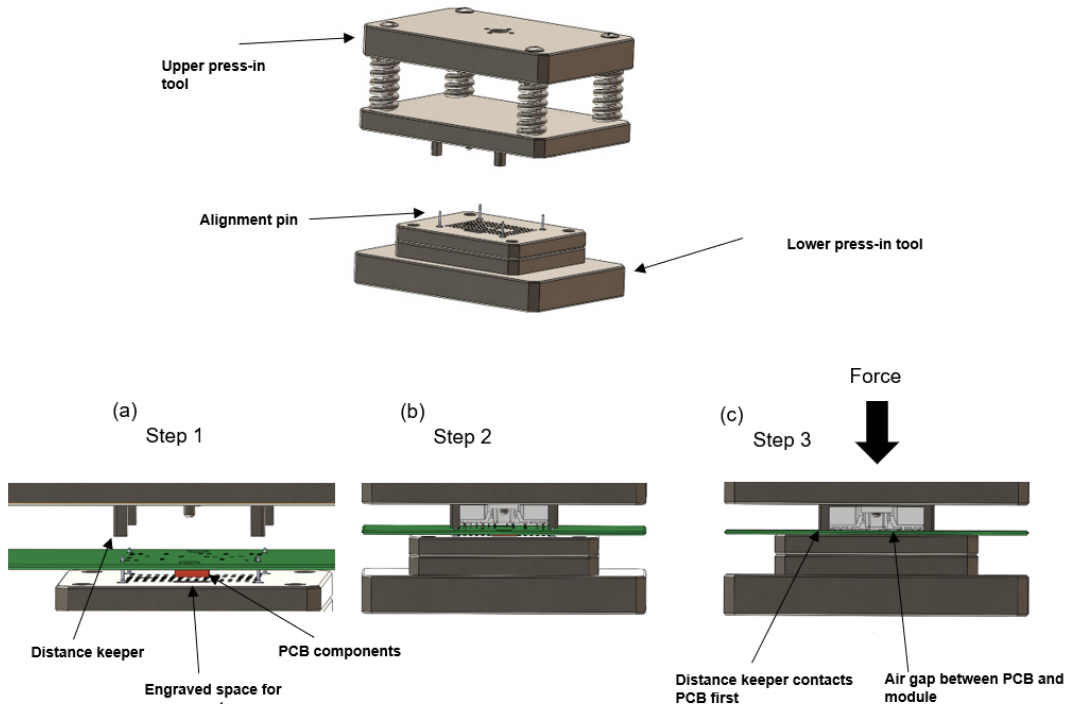 Upper press-in
tool
Alignment pin
Lower press-in tool
Force
(a)
Step 1
(b)
Step 2
(c)
Step 3
Distance keeper
PCB components
Engraved space for
Distance keeper contacts
PCB first
Air gap between PCB and
module